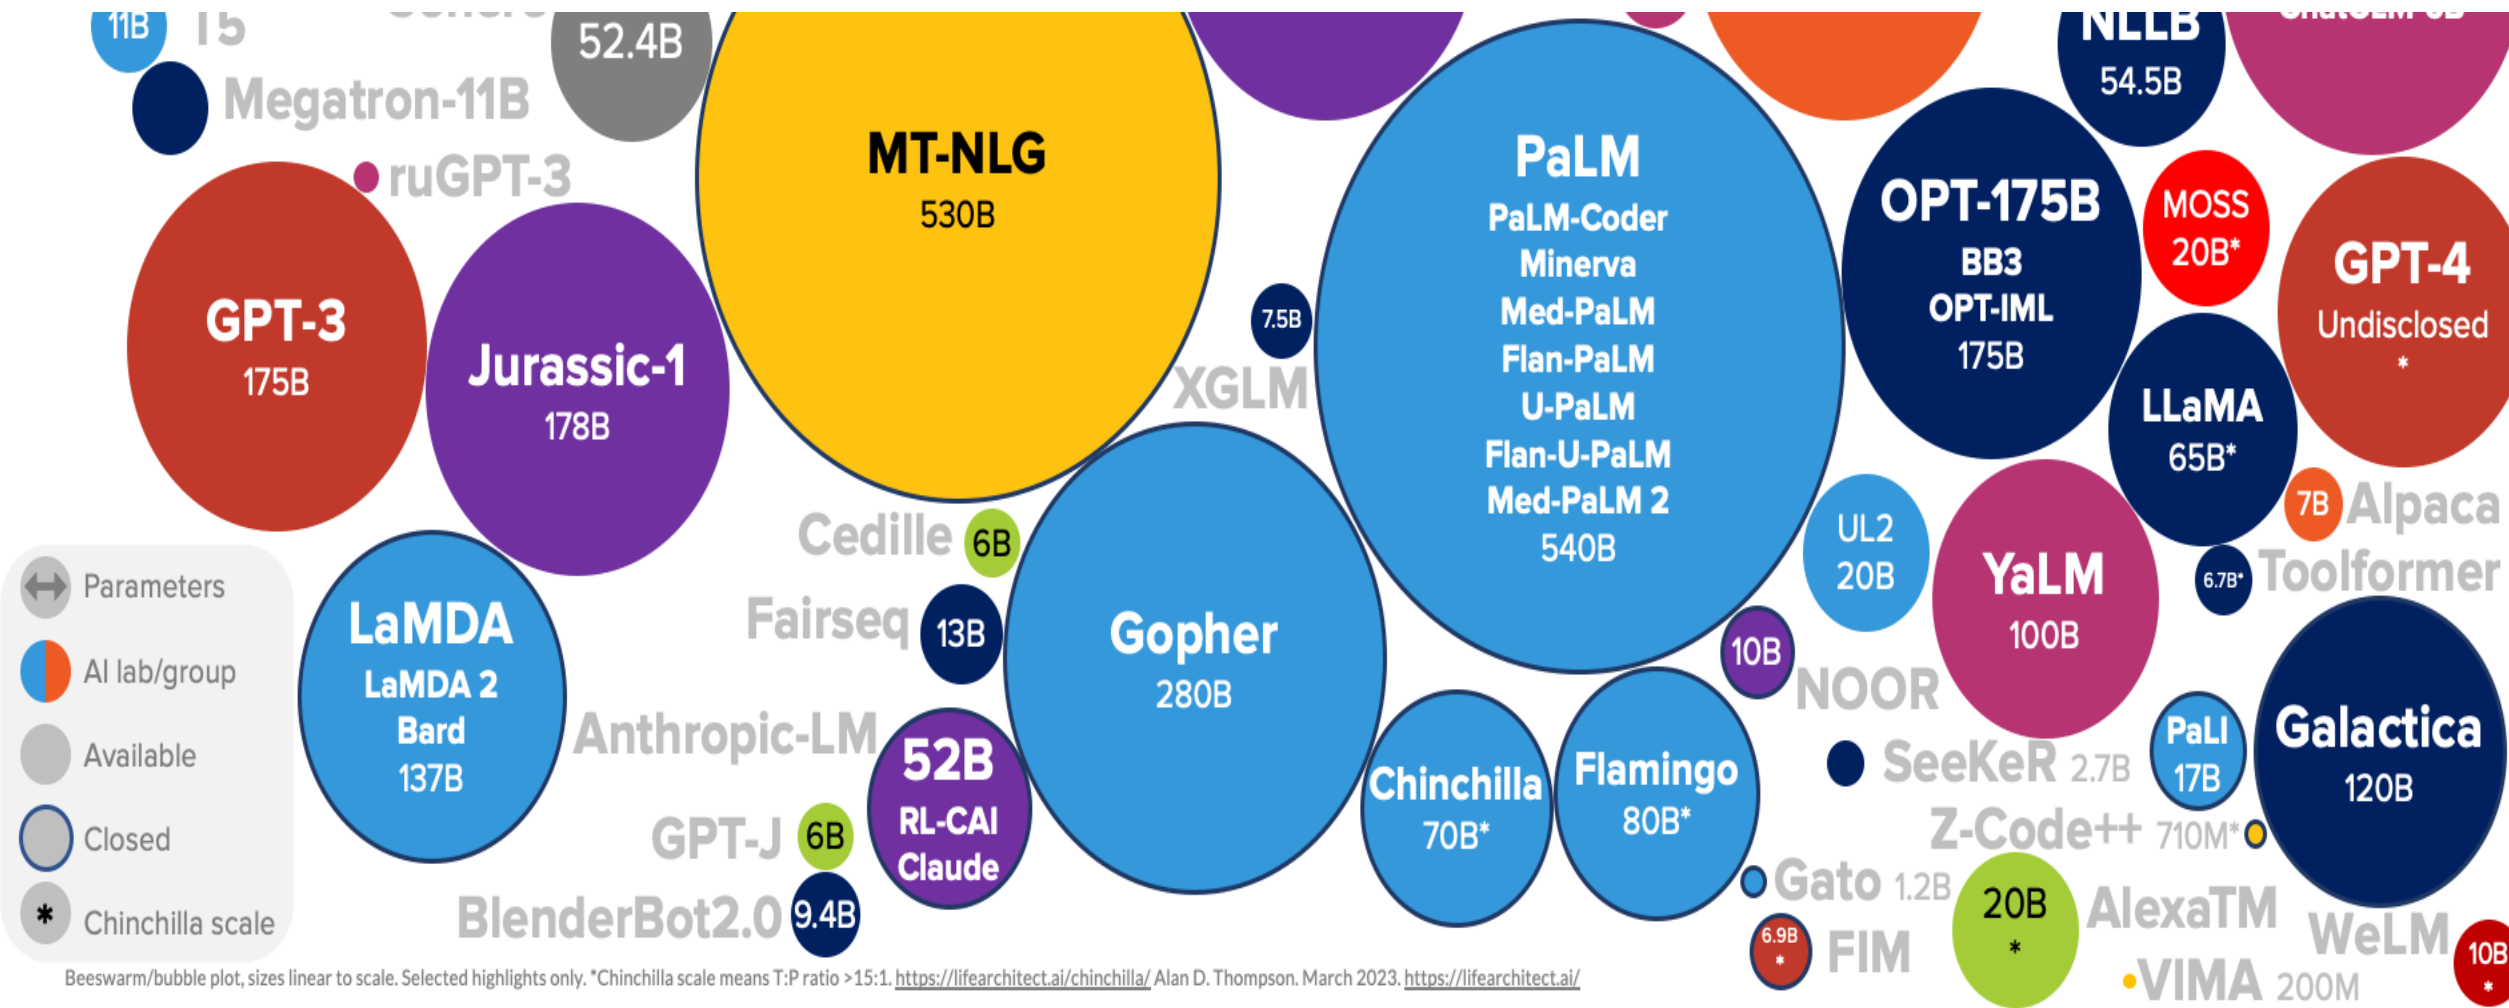 11B T5
52.4B
NLLB
54.5B
Megatron-11B
ruGPT-3
MT-NLG
530B
PaLM
PaLM-Coder
Minerva
Med-PaLM
Flan-PaLM
U-PaLM
Flan-U-PaLM
Med-PaLM 2
540B
OPT-175B
BB3
OPT-IML
175B
MOSS
20B*
GPT-4
Undisclosed
*
GPT-3
175B
Jurassic-1
178B
7.5B
XGLM
LLaMA
65B*
7B Alpaca
6.7B* Toolformer
Cedille 6B
Fairseq 13B
Gopher
280B
UL2
20B
YaLM
100B
10B
NOOR
Parameters
AI lab/group
Available
Closed
* Chinchilla scale
LaMDA
LaMDA 2
Bard
137B
Anthropic-LM
52B
RL-CAI
Claude
Chinchilla
70B*
Flamingo
80B*
SeeKeR 2.7B
PaLI
17B
Galactica
120B
GPT-J 6B
BlenderBot2.0 9.4B
Z-Code++ 710M*
Gato 1.2B
6.9B
*
FIM
20B
*
AlexaTM
WeLM
10B
*
VIMA 200M
Beeswarm/bubble plot, sizes linear to scale. Selected highlights only. *Chinchilla scale means T:P ratio >15:1. https://lifearchitect.ai/chinchilla/ Alan D. Thompson. March 2023. https://lifearchitect.ai/